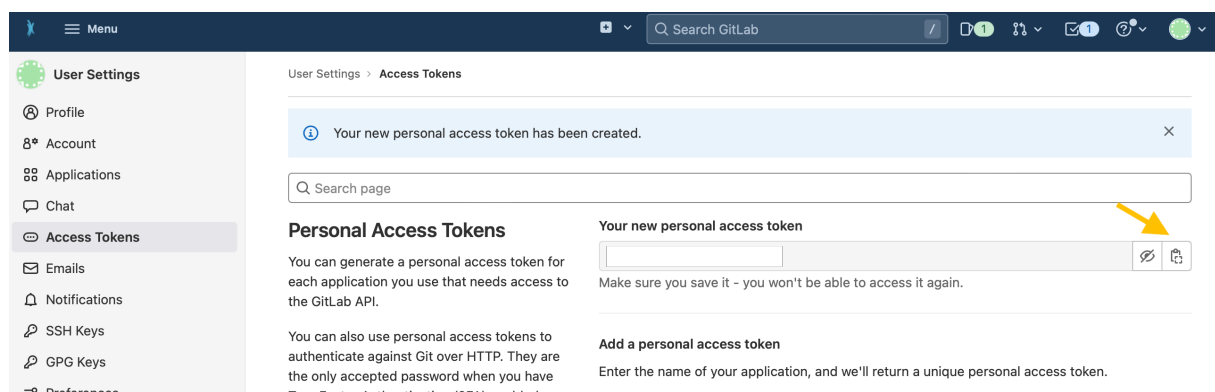 Menu
Search GitLab
/
1
1
User Settings
Profile
Account
Applications
Chat
Access Tokens
Emails
Notifications
SSH Keys
GPG Keys
User Settings > Access Tokens
Your new personal access token has been created.
Search page
Personal Access Tokens
You can generate a personal access token for
each application you use that needs access to
the GitLab API.
You can also use personal access tokens to
authenticate against Git over HTTP. They are
the only accepted password when you have
Your new personal access token
Make sure you save it - you won't be able to access it again.
Add a personal access token
Enter the name of your application, and we'll return a unique personal access token.